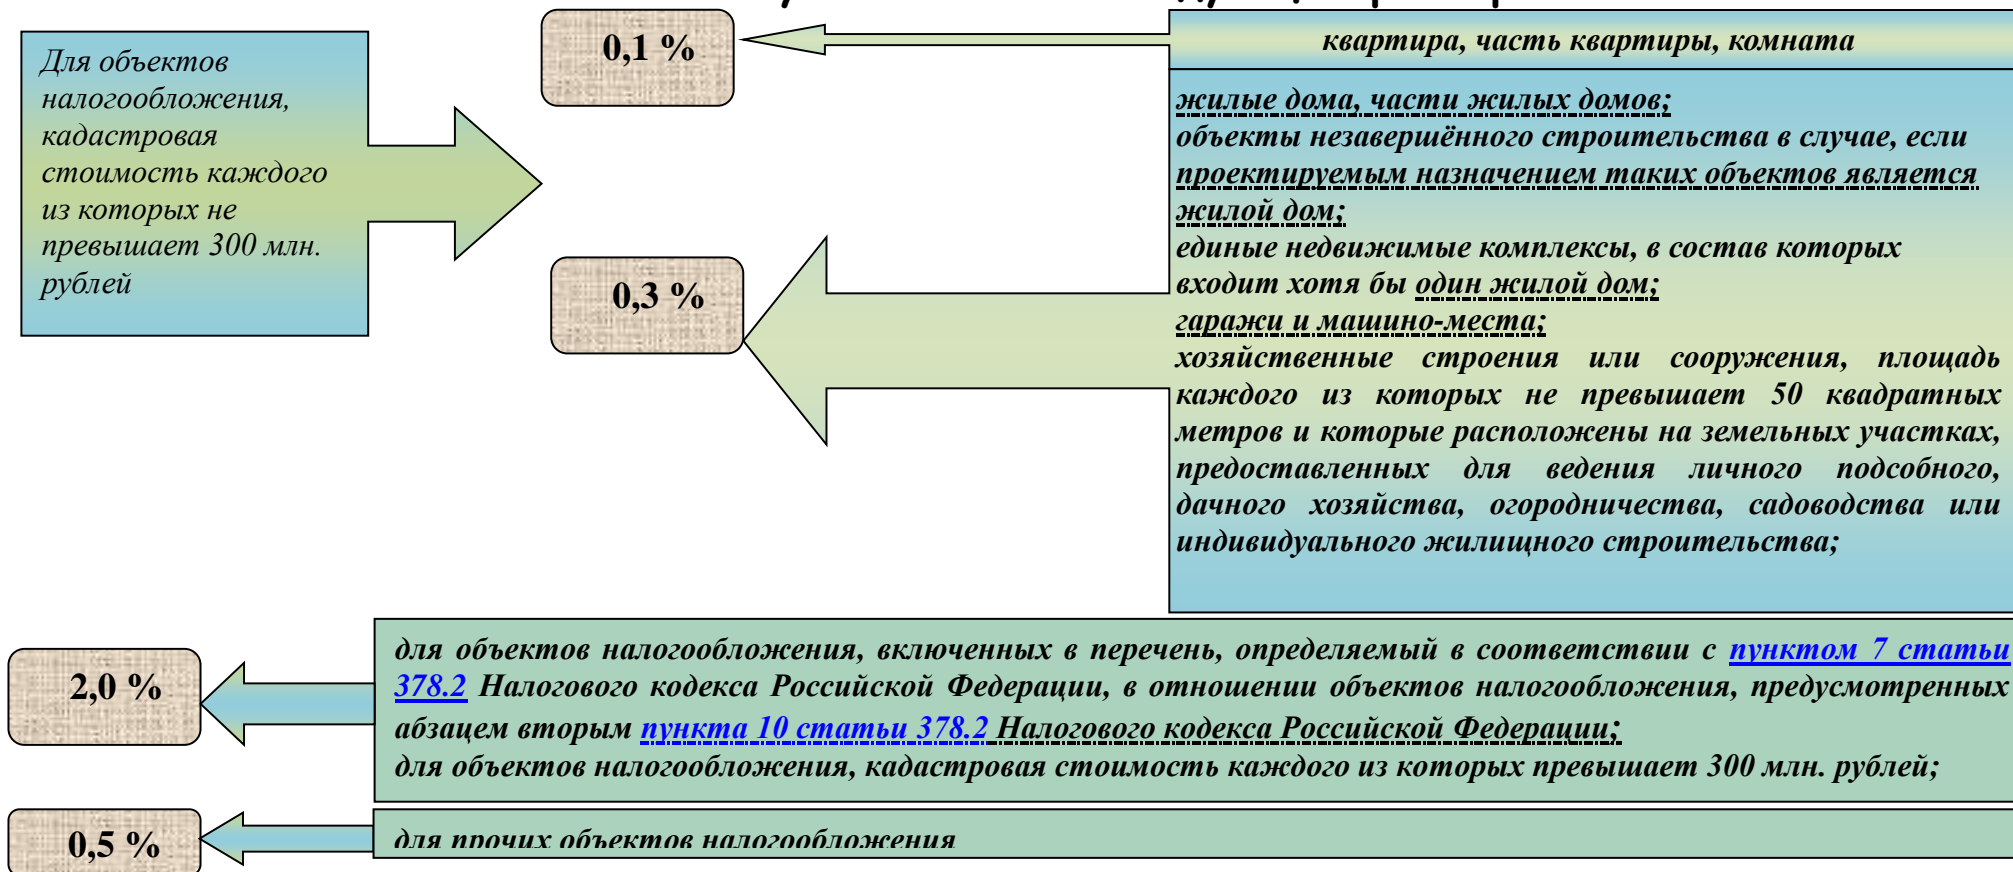 Для объектов
налогообложения,
кадастровая
стоимость каждого
из которых не
превышает 300 млн.
рублей
0,1 %
квартира, часть квартиры, комната
0,3 %
жилые дома, части жилых домов;
объекты незавершённого строительства в случае, если
проектируемым назначением таких объектов является
жилой дом;
единые недвижимые комплексы, в состав которых
входит хотя бы один жилой дом;
гаражи и машино-места;
хозяйственные строения или сооружения, площадь
каждого из которых не превышает 50 квадратных
метров и которые расположены на земельных участках,
предоставленных для ведения личного подсобного,
дачного хозяйства, огородничества, садоводства или
индивидуального жилищного строительства;
2,0 %
для объектов налогообложения, включенных в перечень, определяемый в соответствии с пунктом 7 статьи
378.2 Налогового кодекса Российской Федерации, в отношении объектов налогообложения, предусмотренных
абзацем вторым пункта 10 статьи 378.2 Налогового кодекса Российской Федерации;
для объектов налогообложения, кадастровая стоимость каждого из которых превышает 300 млн. рублей;
0,5 %
для прочих объектов налогообложения